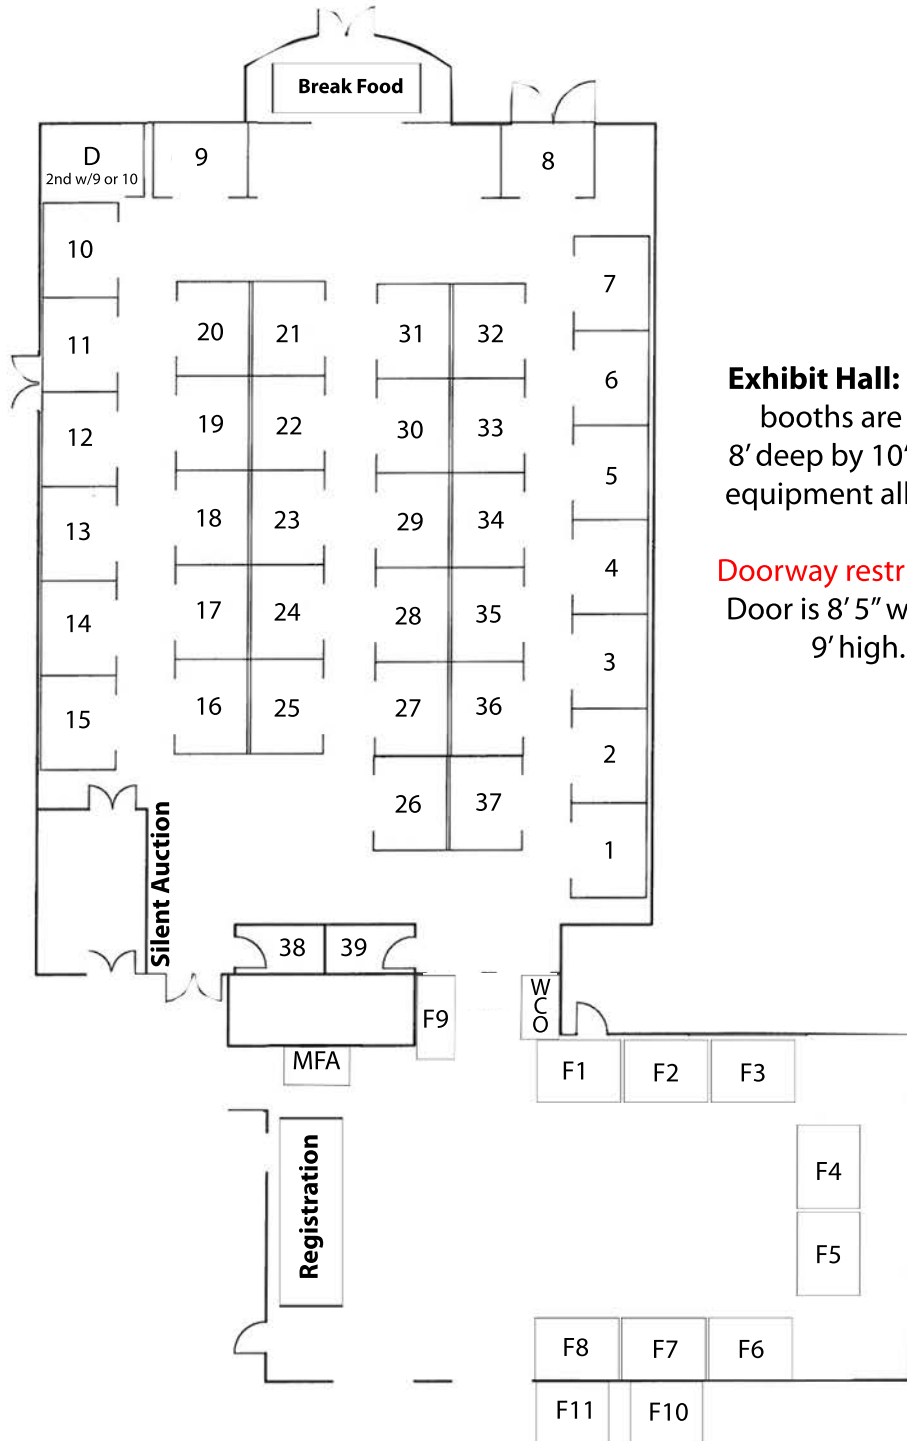 Break Food
D
2nd w/9 or 10
9
8
10
7
20
21
31
32
11
6
19
22
30
33
12
5
18
23
29
34
13
4
17
24
28
35
14
3
16
25
27
36
15
2
26
37
1
Exhibit Hall:
booths are
8’ deep by 10‘
equipment all
Doorway restr
Door is 8’ 5” w
9’ high.
Silent Auction
38
39
F9
W
C
O
MFA
F1
F2
F3
Registration
F4
F5
F8
F7
F6
F11
F10